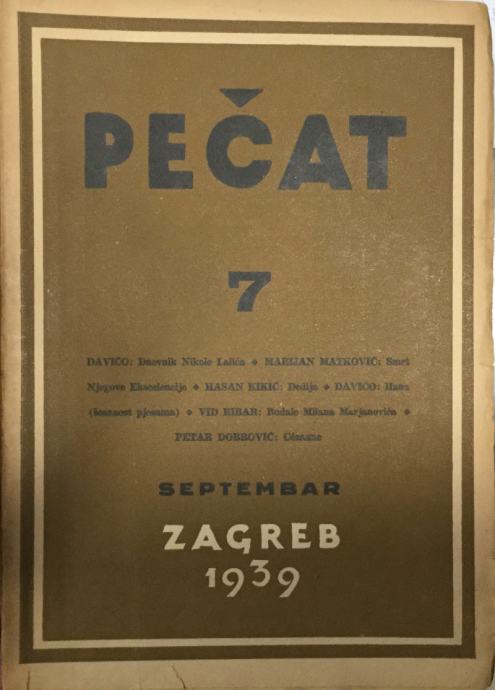 PEČAT
7
DAVIČO: Dnevnik Nikole Lalića ◆ MARIJAN MATKOVIĆ: Smrt
Njegove Ekscelencije ◆ HASAN KIKIĆ: Dedija ◆ DAVIČO: Hana
(šesnaest pjesama) ◆ VID RIBAR: Budale Milana Marjanovića ◆
PETAR DOBROVIĆ: Cézanne
SEPTEMBAR
ZAGREB
1939